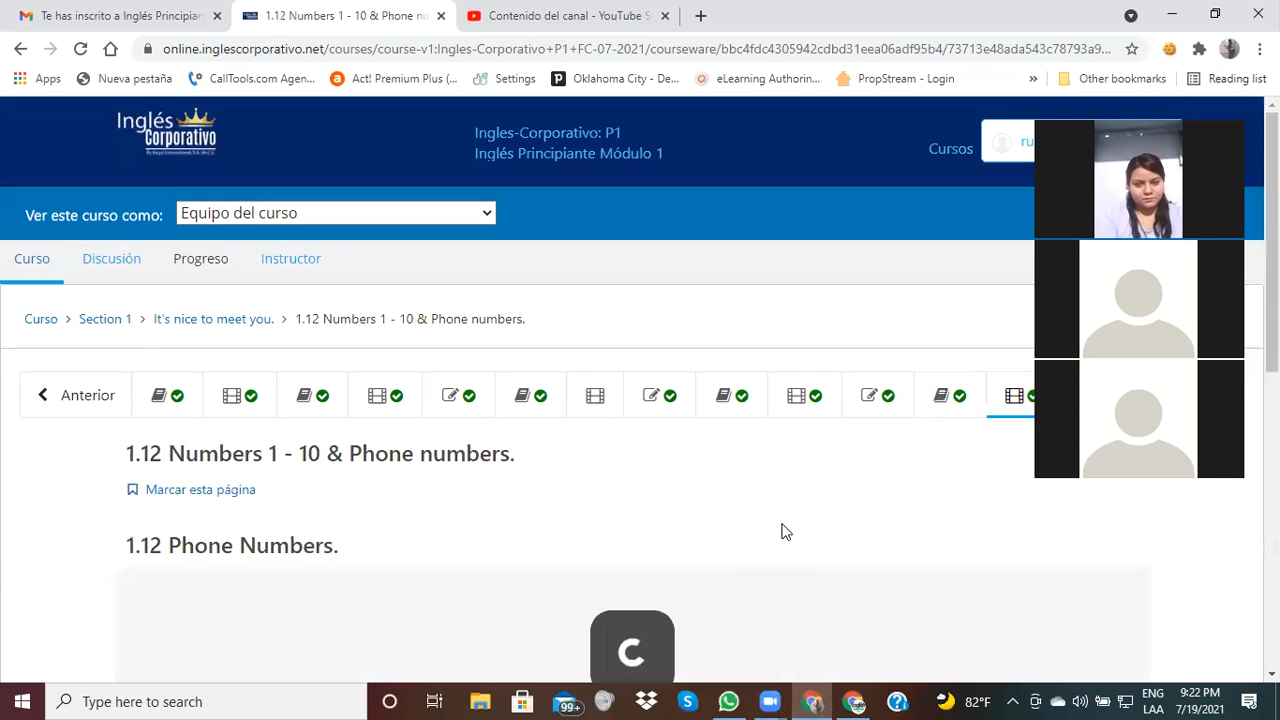 Te has inscrito a Inglés Principian
1.12 Numbers 1 - 10 & Phone nu
Contenido del canal - YouTube S
online.inglescorporativo.net/courses/course-v1:Ingles-Corporativo+P1+FC-07-2021/courseware/bbc4fdc4305942cdbd31eea06adf95b4/73713e48ada543c78793a9...
Apps
Nueva pestaña
CallTools.com Agen...
Act! Premium Plus (...
Settings
Oklahoma City - De...
eLearning Authorin...
PropStream - Login
»
Other bookmarks
Reading list
Inglés
Corporativo
Ingles-Corporativo: P1
Inglés Principiante Módulo 1
Cursos
ru
Ver este curso como:
Equipo del curso
Curso
Discusión
Progreso
Instructor
Curso > Section 1 > It's nice to meet you. > 1.12 Numbers 1 - 10 & Phone numbers.
Anterior
1.12 Numbers 1 - 10 & Phone numbers.
Marcar esta página
1.12 Phone Numbers.
Type here to search
99+
82°F
ENG
LAA
9:22 PM
7/19/2021